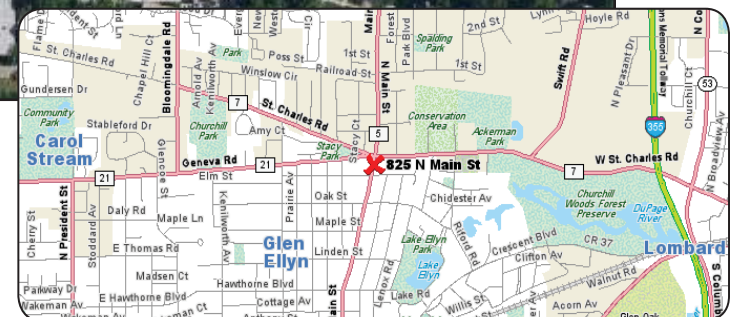 Hoyle Rd
2nd St
Forest
Park Blvd
Spalding
Park
1st St
1st St
Poss St
Park
Winslow Cir
Railroad St
N Main St
St. Charles Rd
Chapel Hill Ct
Bloomingdale Rd
Arnold Av
Kenilworth Av
Gundersen Dr
7
St. Charles Rd
Swift Rd
N Pleasant Dr
53
Churchill Ct
N Broadview Av
355
Community
Park
Stableford Dr
Churchill
Park
Amy Ct
Stacy Ct
5
Conservation
Area
Ackerman
Park
Carol
Stream
Glencoe St
Geneva Rd
21
Stacy
Park
825 N Main St
7
W St. Charles Rd
21
Elm St
N President St
Stoddard Av
Cherry St
Daly Rd
Maple Ln
Kenilworth Av
Prairie Av
Oak St
Maple St
Chidester Av
Churchill
Woods Forest
Preserve
DuPage
River
E Thomas Rd
Glen
Ellyn
Linden St
Lake Ellyn
Park
Lake
Ellyn
Riford Rd
Crescent Blvd
CR 37
Clifton Av
Lombard
Madsen Ct
Hawthorne Blvd
Lenox Rd
Lake Rd
Walnut Rd
Parkway Dr
E Hawthorne Blvd
Cottage Av
Willis St
Acorn Av
Wakeman Av
Glen Oak